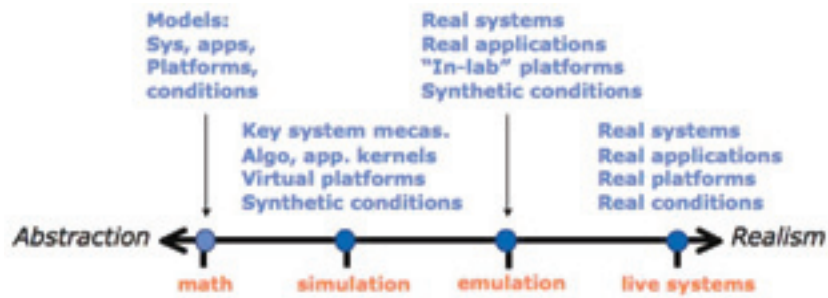 Models:
Sys, apps,
Platforms,
conditions
Real systems
Real applications
"In-lab" platforms
Synthetic conditions
Key system mecas.
Algo, app. kernels
Virtual platforms
Synthetic conditions
Real systems
Real applications
Real platforms
Real conditions
Abstraction
Realism
math
simulation
emulation
live systems